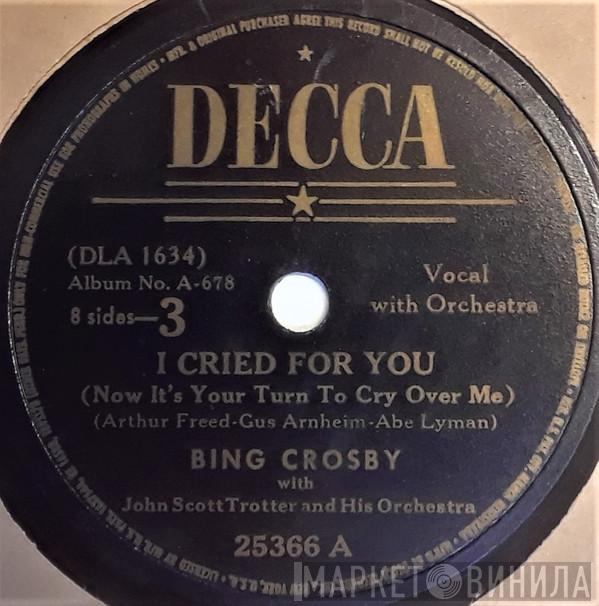 DECCA
(DLA 1634)
Album No. A-678
8 sides—3
Vocal
with Orchestra
I CRIED FOR YOU
(Now It's Your Turn To Cry Over Me)
(Arthur Freed-Gus Arnheim-Abe Lyman)
BING CROSBY
with
John Scott Trotter and His Orchestra
25366 A
МАРКЕТ ВИНИЛА